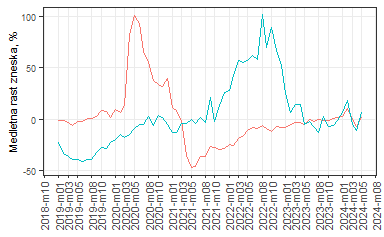 Medletna rast zneska, %
100
50
0
-50
2018-m10
2019-m01
2019-m03
2019-m05
2019-m08
2019-m10
2020-m01
2020-m03
2020-m05
2020-m08
2020-m10
2021-m01
2021-m03
2021-m05
2021-m08
2021-m10
2022-m01
2022-m03
2022-m05
2022-m08
2022-m10
2023-m01
2023-m03
2023-m05
2023-m08
2023-m10
2024-m01
2024-m03
2024-m05
2024-m08